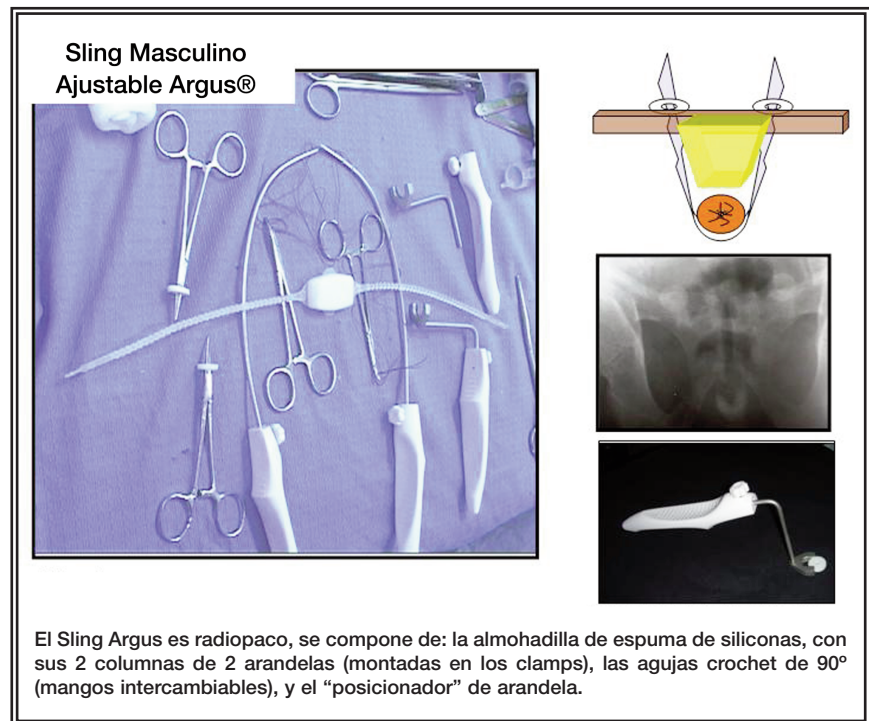 Sling Masculino
Ajustable Argus®
El Sling Argus es radiopaco, se compone de: la almohadilla de espuma de siliconas, con
sus 2 columnas de 2 arandelas (montadas en los clamps), las agujas crochet de 90º
(mangos intercambiables), y el “posicionador” de arandela.